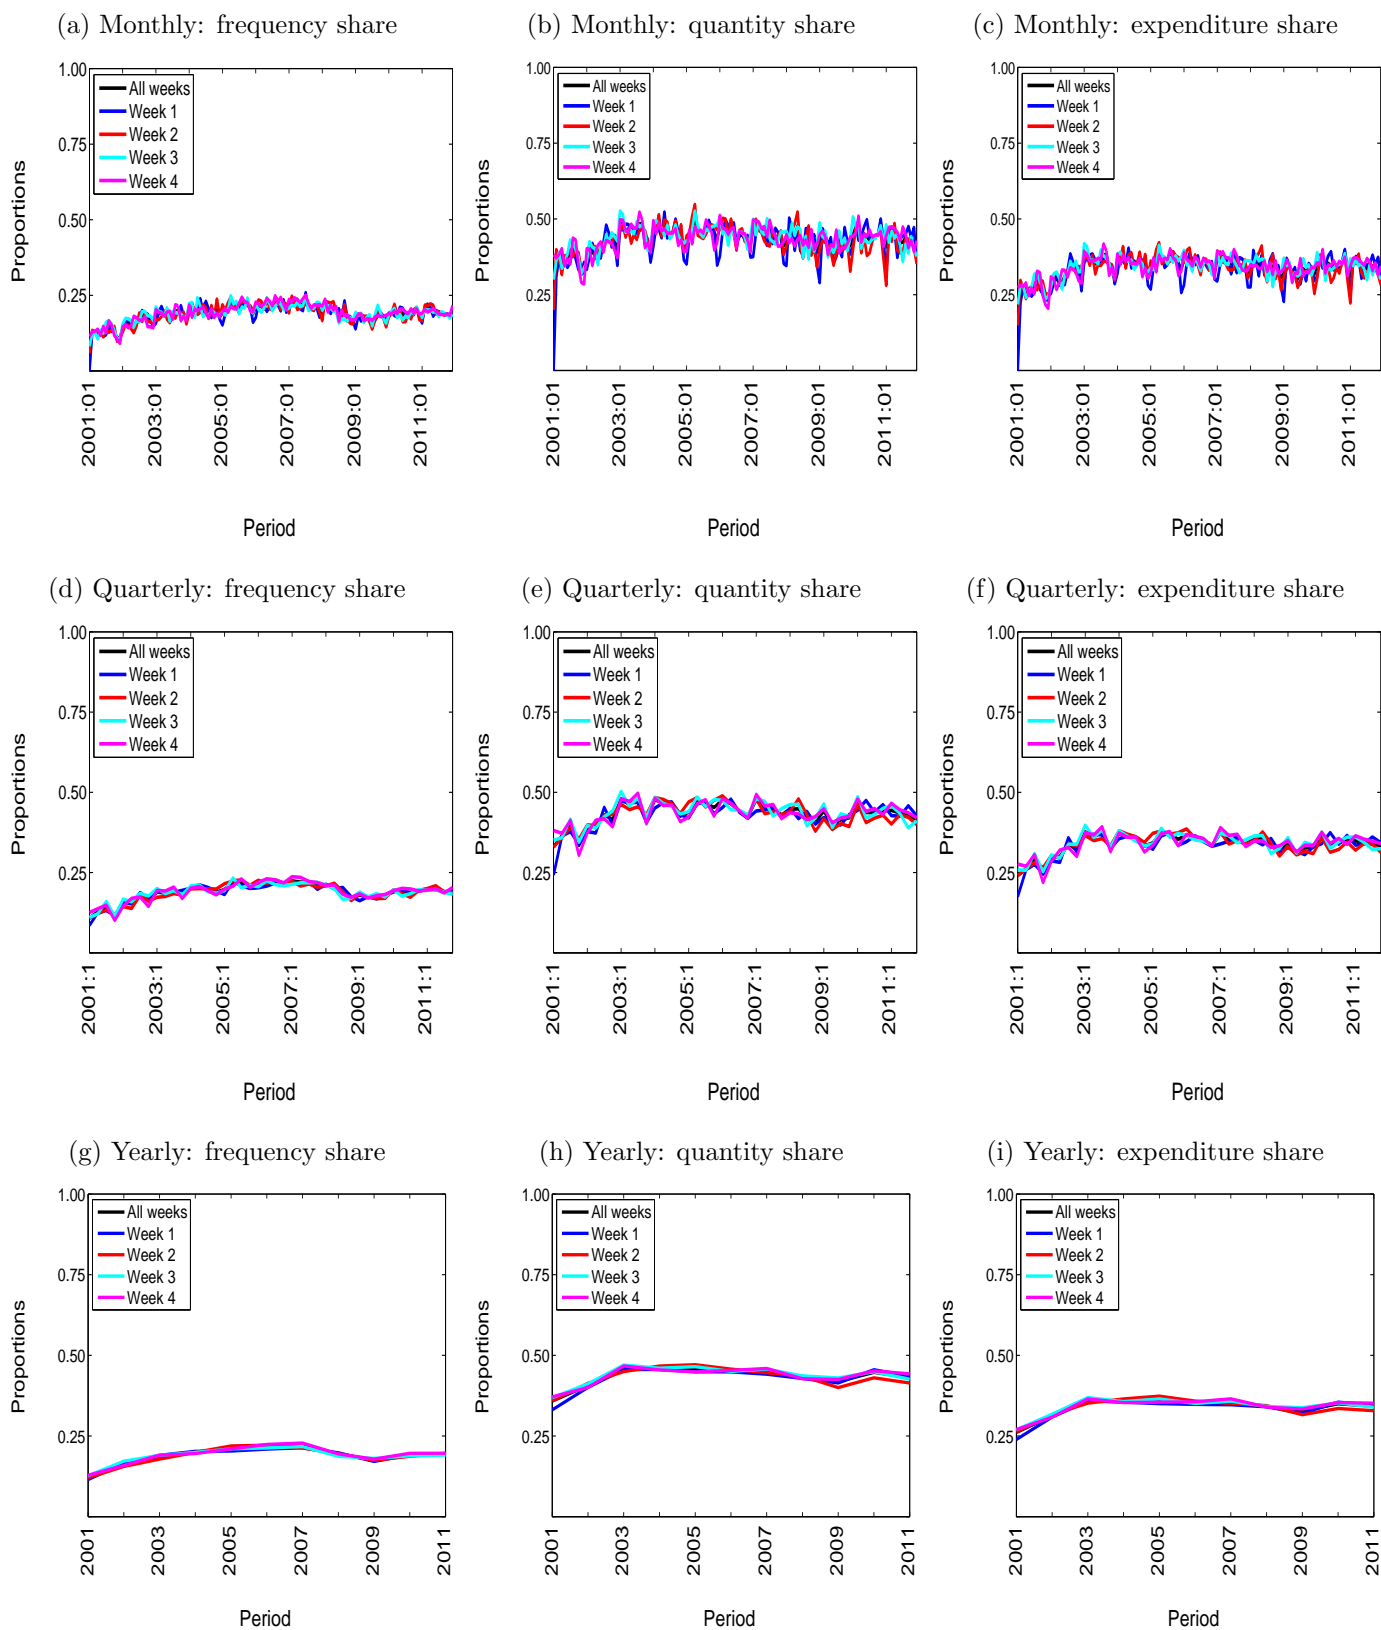 (a) Monthly: frequency share
1.00
0.75
0.50
0.25
Proportions
All weeks
Week 1
Week 2
Week 3
Week 4
2001:01
2003:01
2005:01
2007:01
2009:01
2011:01
Period
(b) Monthly: quantity share
1.00
0.75
0.50
0.25
Proportions
All weeks
Week 1
Week 2
Week 3
Week 4
2001:01
2003:01
2005:01
2007:01
2009:01
2011:01
Period
(c) Monthly: expenditure share
1.00
0.75
0.50
0.25
Proportions
All weeks
Week 1
Week 2
Week 3
Week 4
2001:01
2003:01
2005:01
2007:01
2009:01
2011:01
Period
(d) Quarterly: frequency share
1.00
0.75
0.50
0.25
Proportions
All weeks
Week 1
Week 2
Week 3
Week 4
2001:1
2003:1
2005:1
2007:1
2009:1
2011:1
Period
(e) Quarterly: quantity share
1.00
0.75
0.50
0.25
Proportions
All weeks
Week 1
Week 2
Week 3
Week 4
2001:1
2003:1
2005:1
2007:1
2009:1
2011:1
Period
(f) Quarterly: expenditure share
1.00
0.75
0.50
0.25
Proportions
All weeks
Week 1
Week 2
Week 3
Week 4
2001:1
2003:1
2005:1
2007:1
2009:1
2011:1
Period
(g) Yearly: frequency share
1.00
0.75
0.50
0.25
Proportions
All weeks
Week 1
Week 2
Week 3
Week 4
2001
2003
2005
2007
2009
2011
Period
(h) Yearly: quantity share
1.00
0.75
0.50
0.25
Proportions
All weeks
Week 1
Week 2
Week 3
Week 4
2001
2003
2005
2007
2009
2011
Period
(i) Yearly: expenditure share
1.00
0.75
0.50
0.25
Proportions
All weeks
Week 1
Week 2
Week 3
Week 4
2001
2003
2005
2007
2009
2011
Period